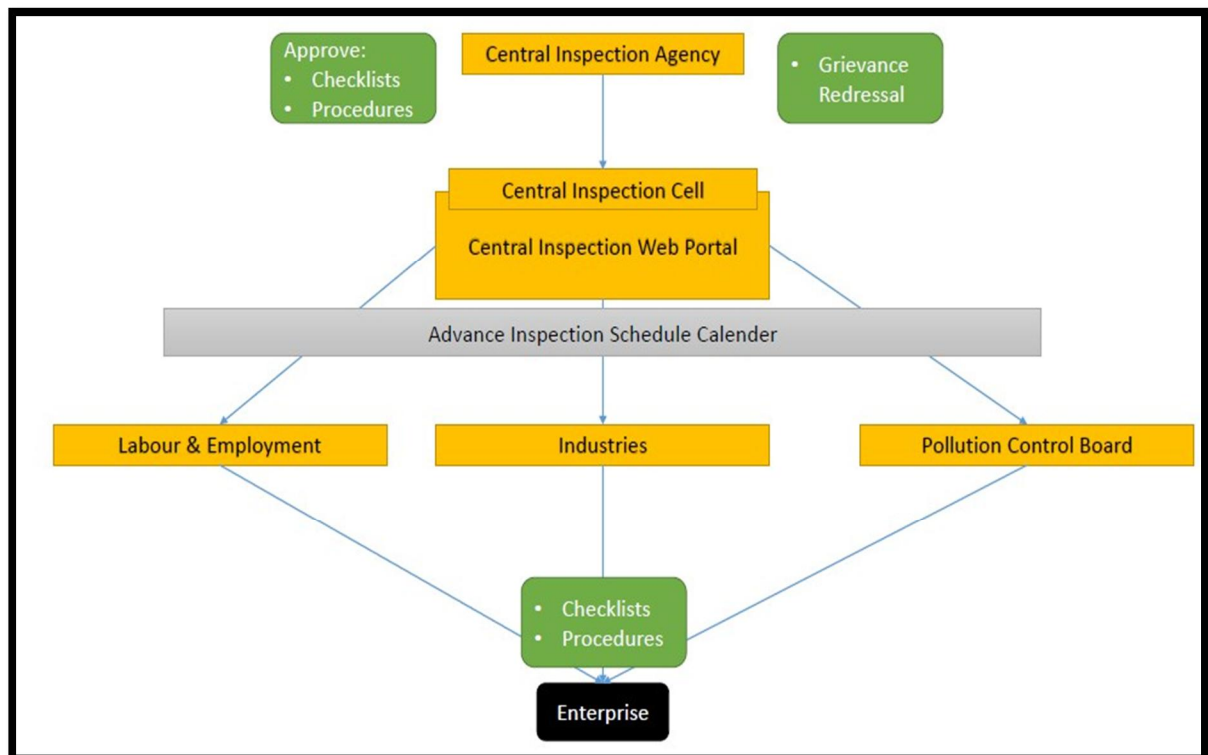 Approve:
• Checklists
• Procedures
Central Inspection Agency
• Grievance
Redressal
Central Inspection Cell
Central Inspection Web Portal
Advance Inspection Schedule Calender
Labour & Employment
Industries
Pollution Control Board
• Checklists
• Procedures
Enterprise